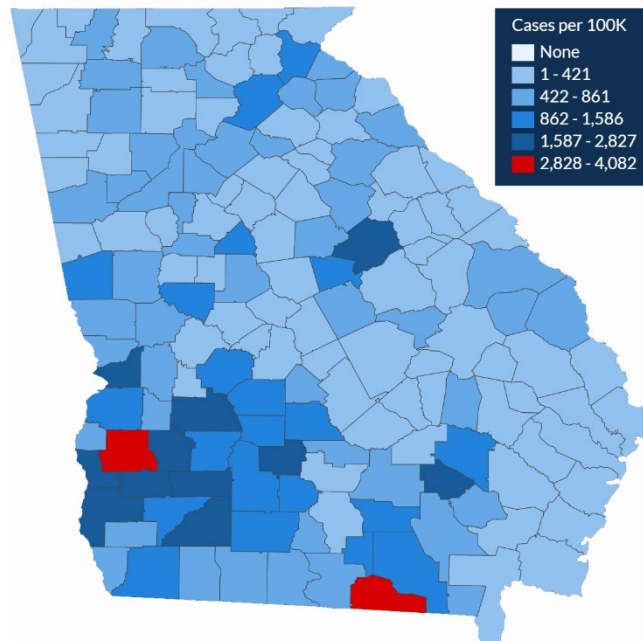 Cases per 100K
None
1 - 421
422 - 861
862 - 1,586
1,587 - 2,827
2,828 - 4,082